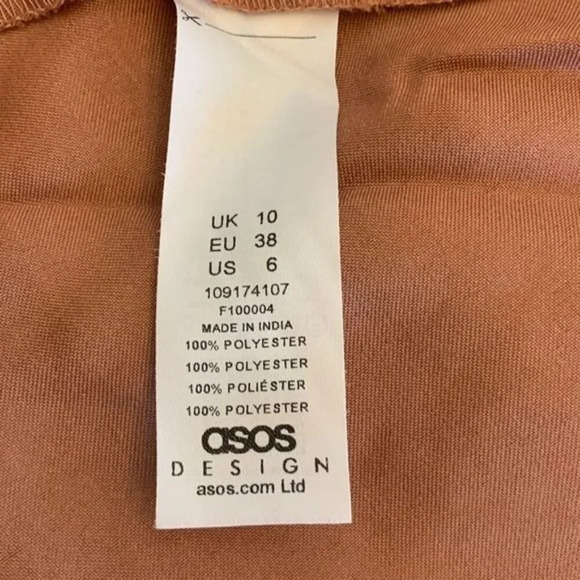 UK 10
EU 38
US 6
109174107
F100004
MADE IN INDIA
100% POLYESTER
100% POLYESTER
100% POLIÉSTER
100% POLYESTER
asos
DESIGN
asos.com Ltd